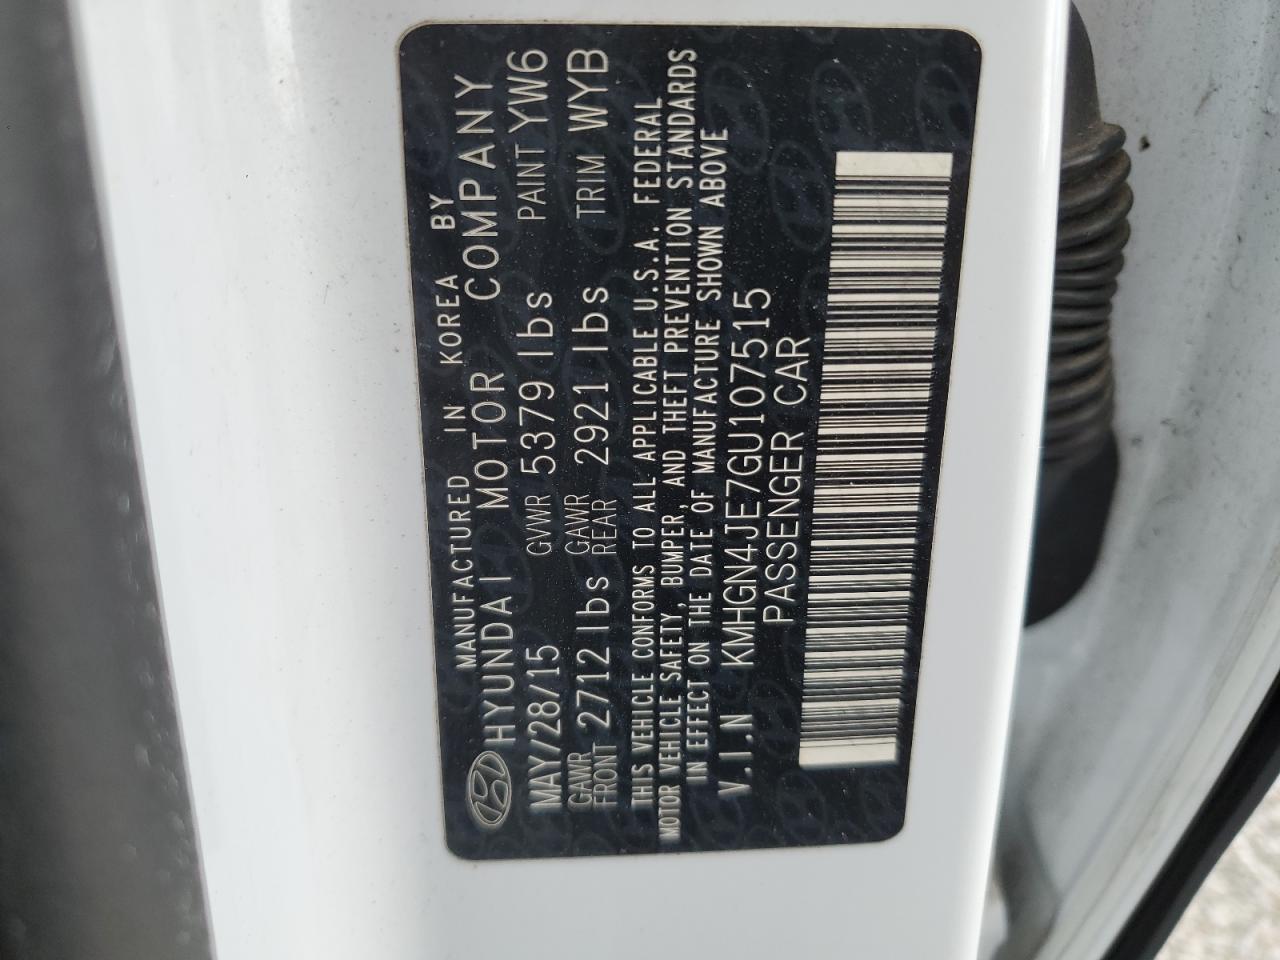 MANUFACTURED IN KOREA BY
HYUNDAI MOTOR COMPANY
MAY/28/15 GVWR 5379 lbs PAINT YW6
GAWR FRONT 2712 lbs GAWR REAR 2921 lbs TRIM WYB
THIS VEHICLE CONFORMS TO ALL APPLICABLE U.S.A. FEDERAL
MOTOR VEHICLE SAFETY, BUMPER, AND THEFT PREVENTION STANDARDS
IN EFFECT ON THE DATE OF MANUFACTURE SHOWN ABOVE
V.I.N KMHGN4JE7GU107515
PASSENGER CAR